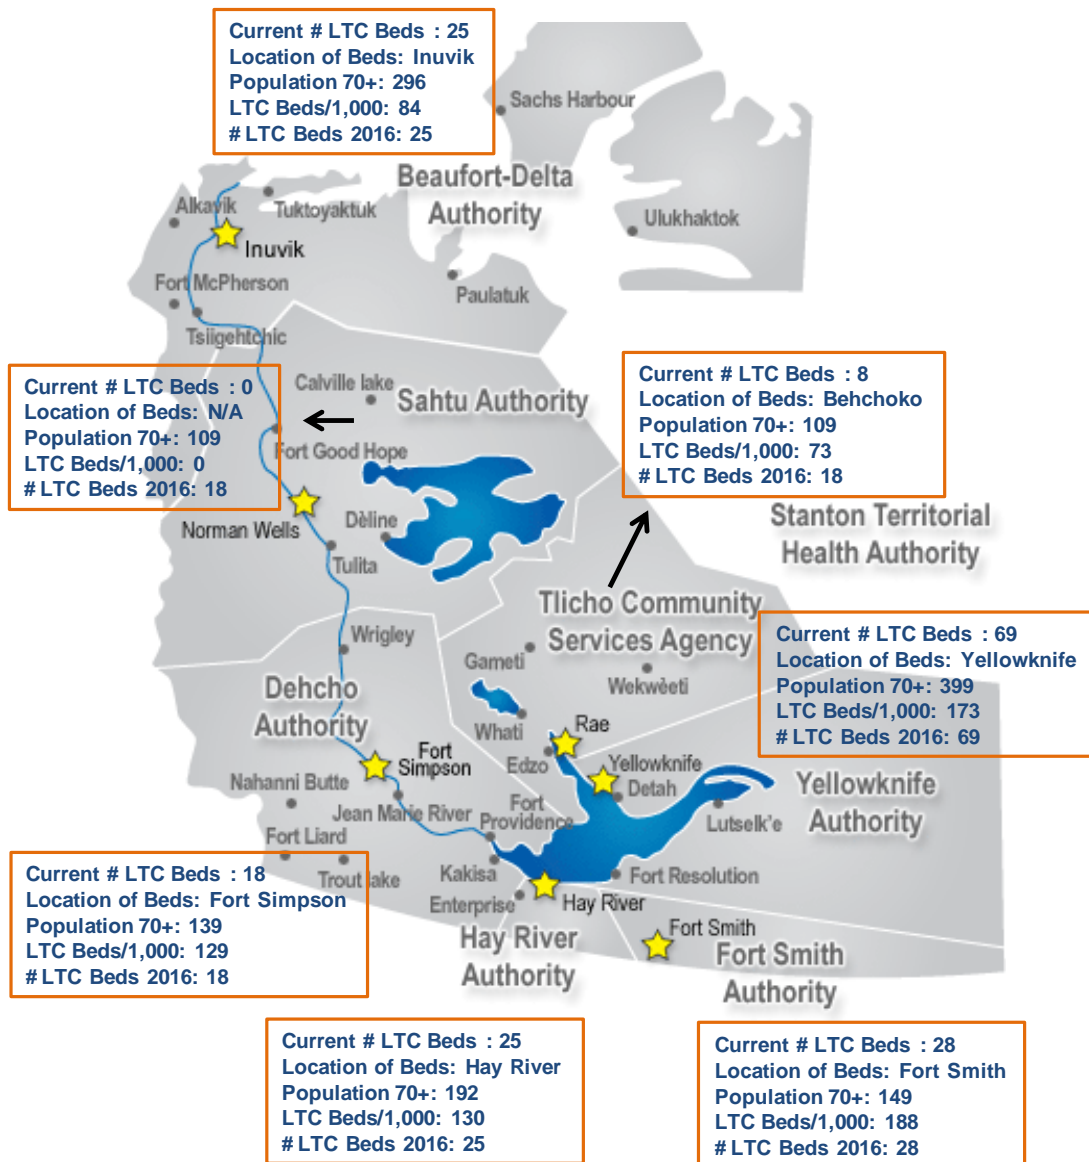 Current # LTC Beds : 25
Location of Beds: Inuvik
Population 70+: 296
LTC Beds/1,000: 84
# LTC Beds 2016: 25
Sachs Harbour
Beaufort-Delta
Authority
Alkavik
Tuktoyaktuk
Ulukhaktok
Inuvik
Fort McPherson
Paulatuk
Tsiigehtchic
Current # LTC Beds : 0
Location of Beds: N/A
Population 70+: 109
LTC Beds/1,000: 0
# LTC Beds 2016: 18
Calville lake
Sahtu Authority
Fort Good Hope
Current # LTC Beds : 8
Location of Beds: Behchoko
Population 70+: 109
LTC Beds/1,000: 73
# LTC Beds 2016: 18
Norman Wells
Dèline
Tulita
Stanton Territorial
Health Authority
Tlicho Community
Services Agency
Wrigley
Gameti
Wekwèeti
Current # LTC Beds : 69
Location of Beds: Yellowknife
Population 70+: 399
LTC Beds/1,000: 173
# LTC Beds 2016: 69
Dehcho
Authority
Whati
Rae
Edzo
Yellowknife
Detah
Fort
Simpson
Nahanni Butte
Jean Marie River
Fort
Providence
Lutselk'e
Yellowknife
Authority
Fort Liard
Trout lake
Kakisa
Fort Resolution
Enterprise
Hay River
Current # LTC Beds : 18
Location of Beds: Fort Simpson
Population 70+: 139
LTC Beds/1,000: 129
# LTC Beds 2016: 18
Hay River
Authority
Fort Smith
Fort Smith
Authority
Current # LTC Beds : 25
Location of Beds: Hay River
Population 70+: 192
LTC Beds/1,000: 130
# LTC Beds 2016: 25
Current # LTC Beds : 28
Location of Beds: Fort Smith
Population 70+: 149
LTC Beds/1,000: 188
# LTC Beds 2016: 28